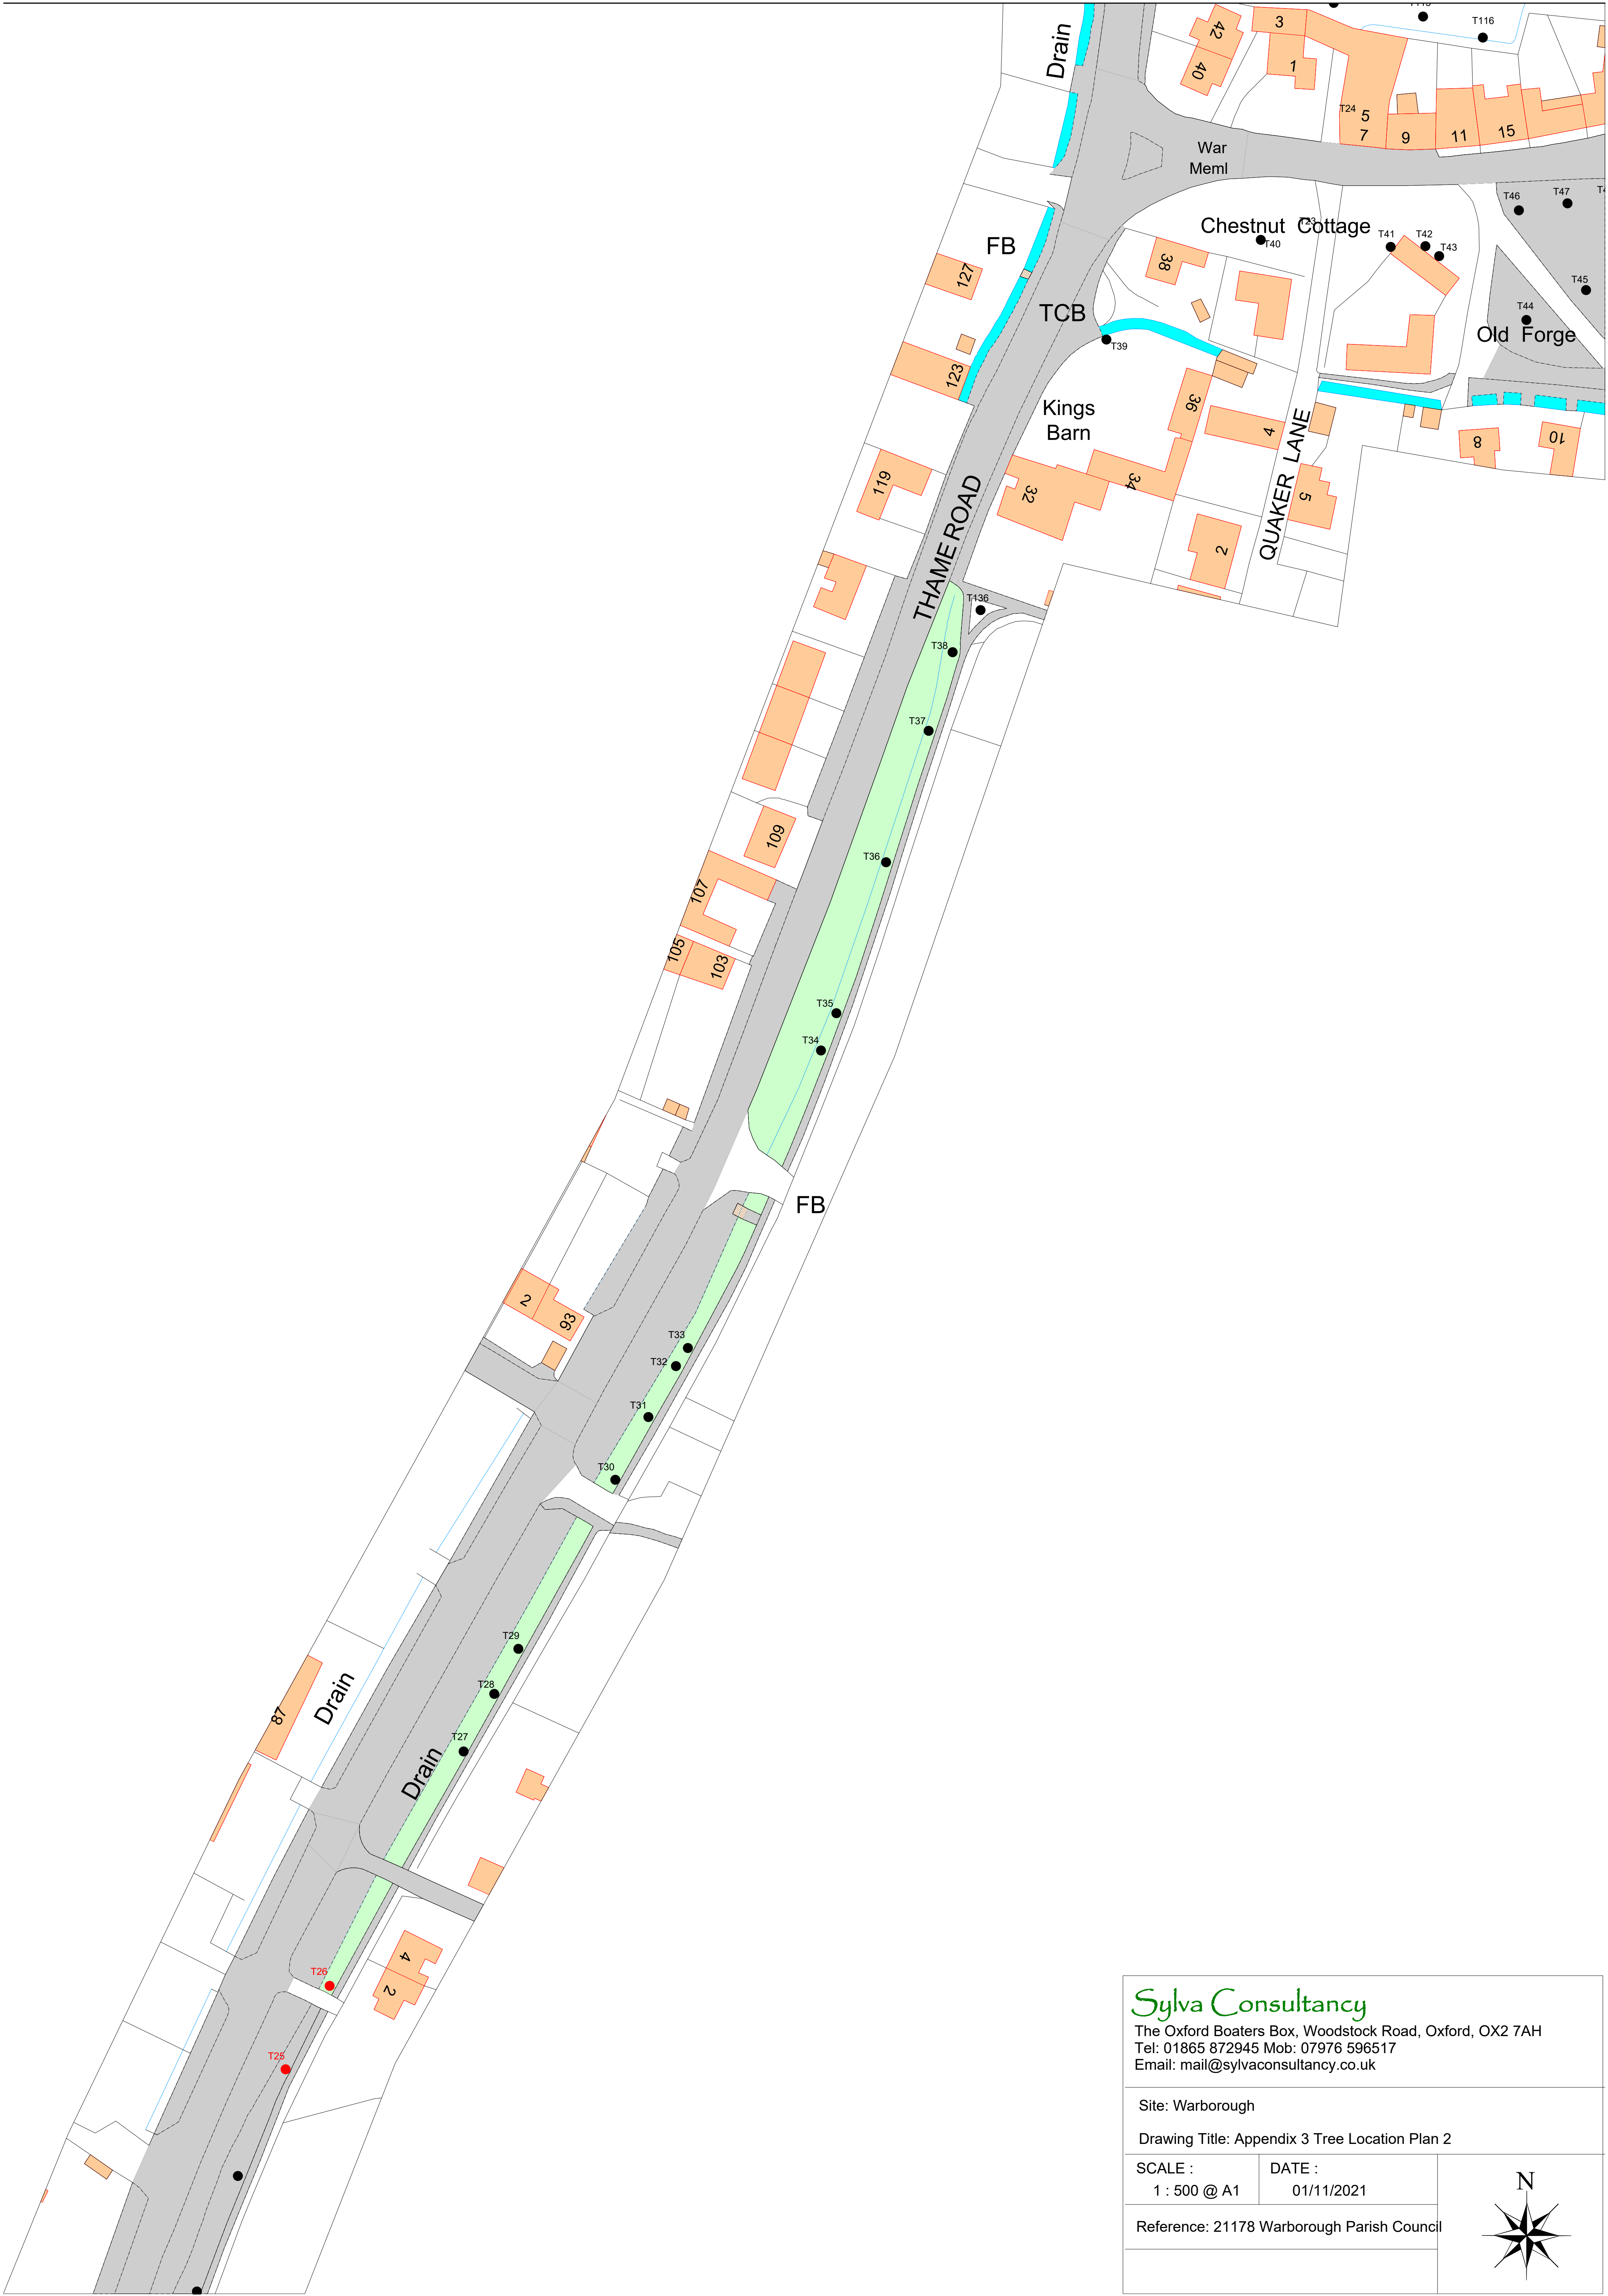 T115
T116
Drain
42
40
3
1
T24
5
7
9
11
15
War
Meml
T46
T47
Chestnut Cottage
T23
T40
T41
T42
T43
FB
127
38
TCB
T39
T45
T44
Old Forge
123
Kings
Barn
36
4
QUAKER LANE
8
10
119
32
34
5
2
THAME ROAD
T136
T38
T37
109
T36
107
105
103
T35
T34
FB
2
93
T33
T32
T31
T30
T29
T28
87
Drain
T27
Drain
4
2
T26
T25
Sylva Consultancy
The Oxford Boaters Box, Woodstock Road, Oxford, OX2 7AH
Tel: 01865 872945 Mob: 07976 596517
Email: mail@sylvaconsultancy.co.uk
Site: Warborough
Drawing Title: Appendix 3 Tree Location Plan 2
SCALE :
1 : 500 @ A1
DATE :
01/11/2021
N
Reference: 21178 Warborough Parish Council